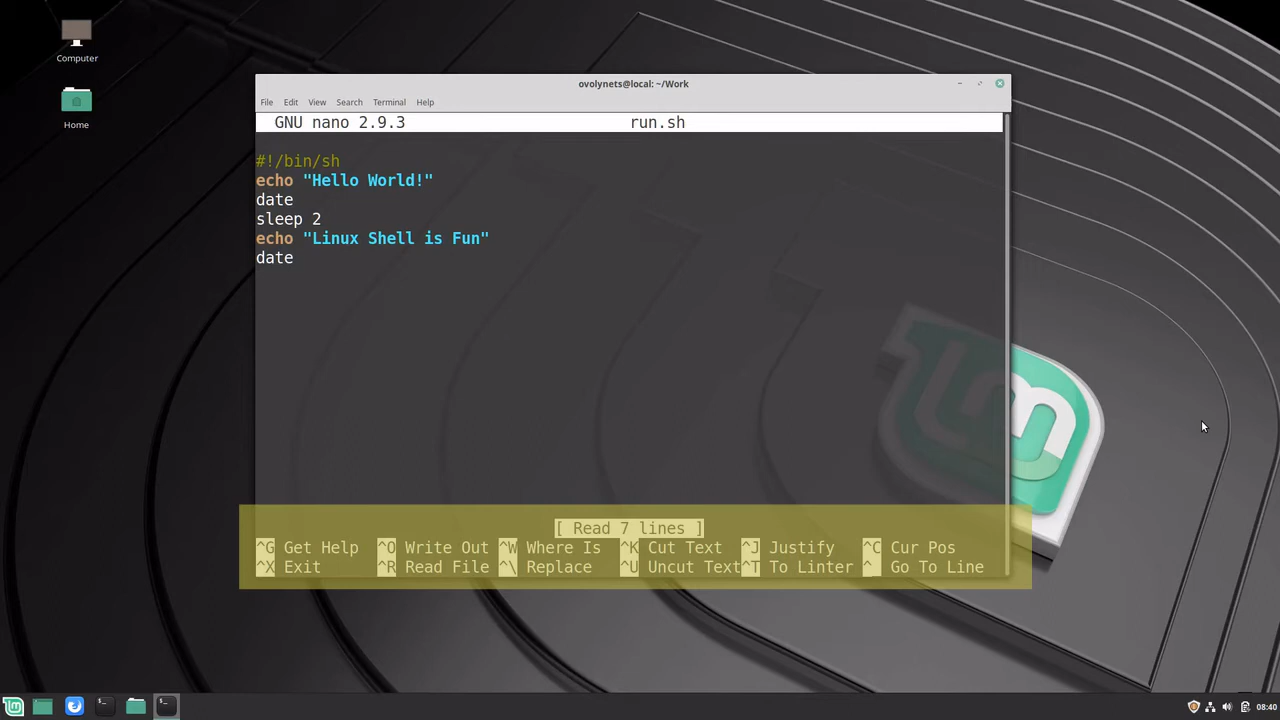 Computer
Home
ovolynets@local: ~/Work
File Edit View Search Terminal Help
GNU nano 2.9.3 run.sh
#!/bin/sh
echo "Hello World!"
date
sleep 2
echo "Linux Shell is Fun"
date
[ Read 7 lines ]
^G Get Help ^O Write Out ^W Where Is ^K Cut Text ^J Justify ^C Cur Pos
^X Exit ^R Read File ^\ Replace ^U Uncut Text ^T To Linter ^_ Go To Line
08:40